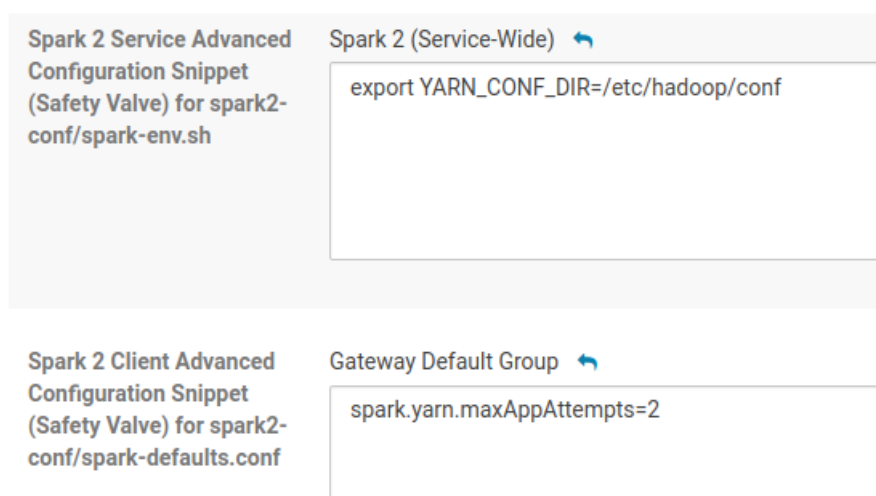 Spark 2 Service Advanced
Configuration Snippet
(Safety Valve) for spark2-
conf/spark-env.sh
Spark 2 (Service-Wide)
export YARN_CONF_DIR=/etc/hadoop/conf
Spark 2 Client Advanced
Configuration Snippet
(Safety Valve) for spark2-
conf/spark-defaults.conf
Gateway Default Group
spark.yarn.maxAppAttempts=2